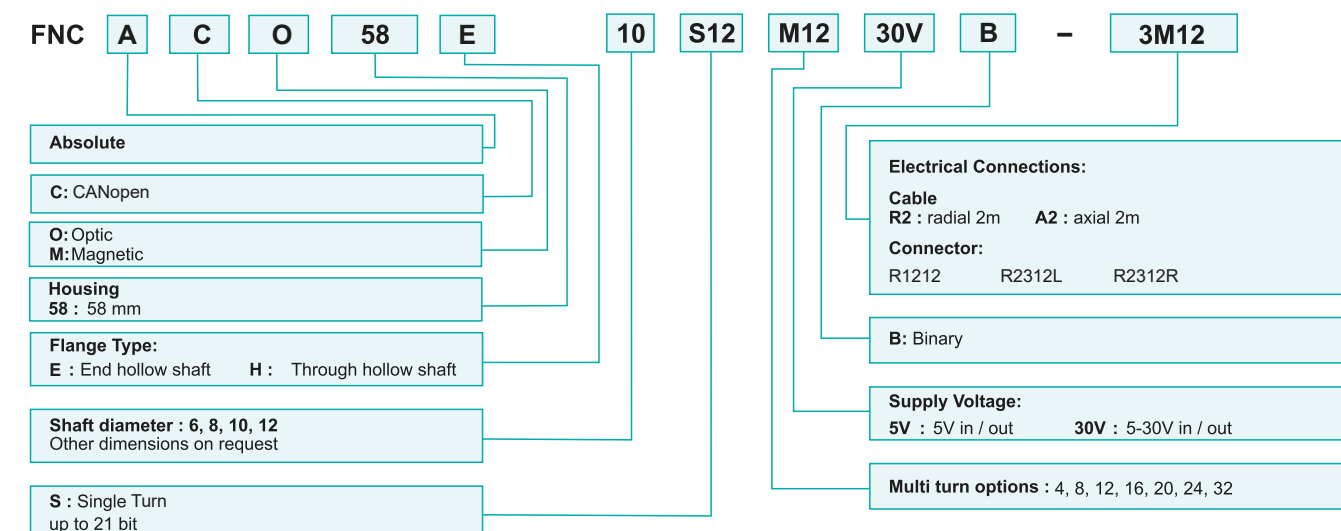 FNC A C O 58 E 10 S12 M12 30V B – 3M12
Absolute
C: CANopen
O: Optic
M: Magnetic
Housing
58 : 58 mm
Flange Type:
E : End hollow shaft H : Through hollow shaft
Shaft diameter : 6, 8, 10, 12
Other dimensions on request
S : Single Turn
up to 21 bit
Electrical Connections:
Cable
R2 : radial 2m A2 : axial 2m
Connector:
R1212 R2312L R2312R
B: Binary
Supply Voltage:
5V : 5V in / out 30V : 5-30V in / out
Multi turn options : 4, 8, 12, 16, 20, 24, 32